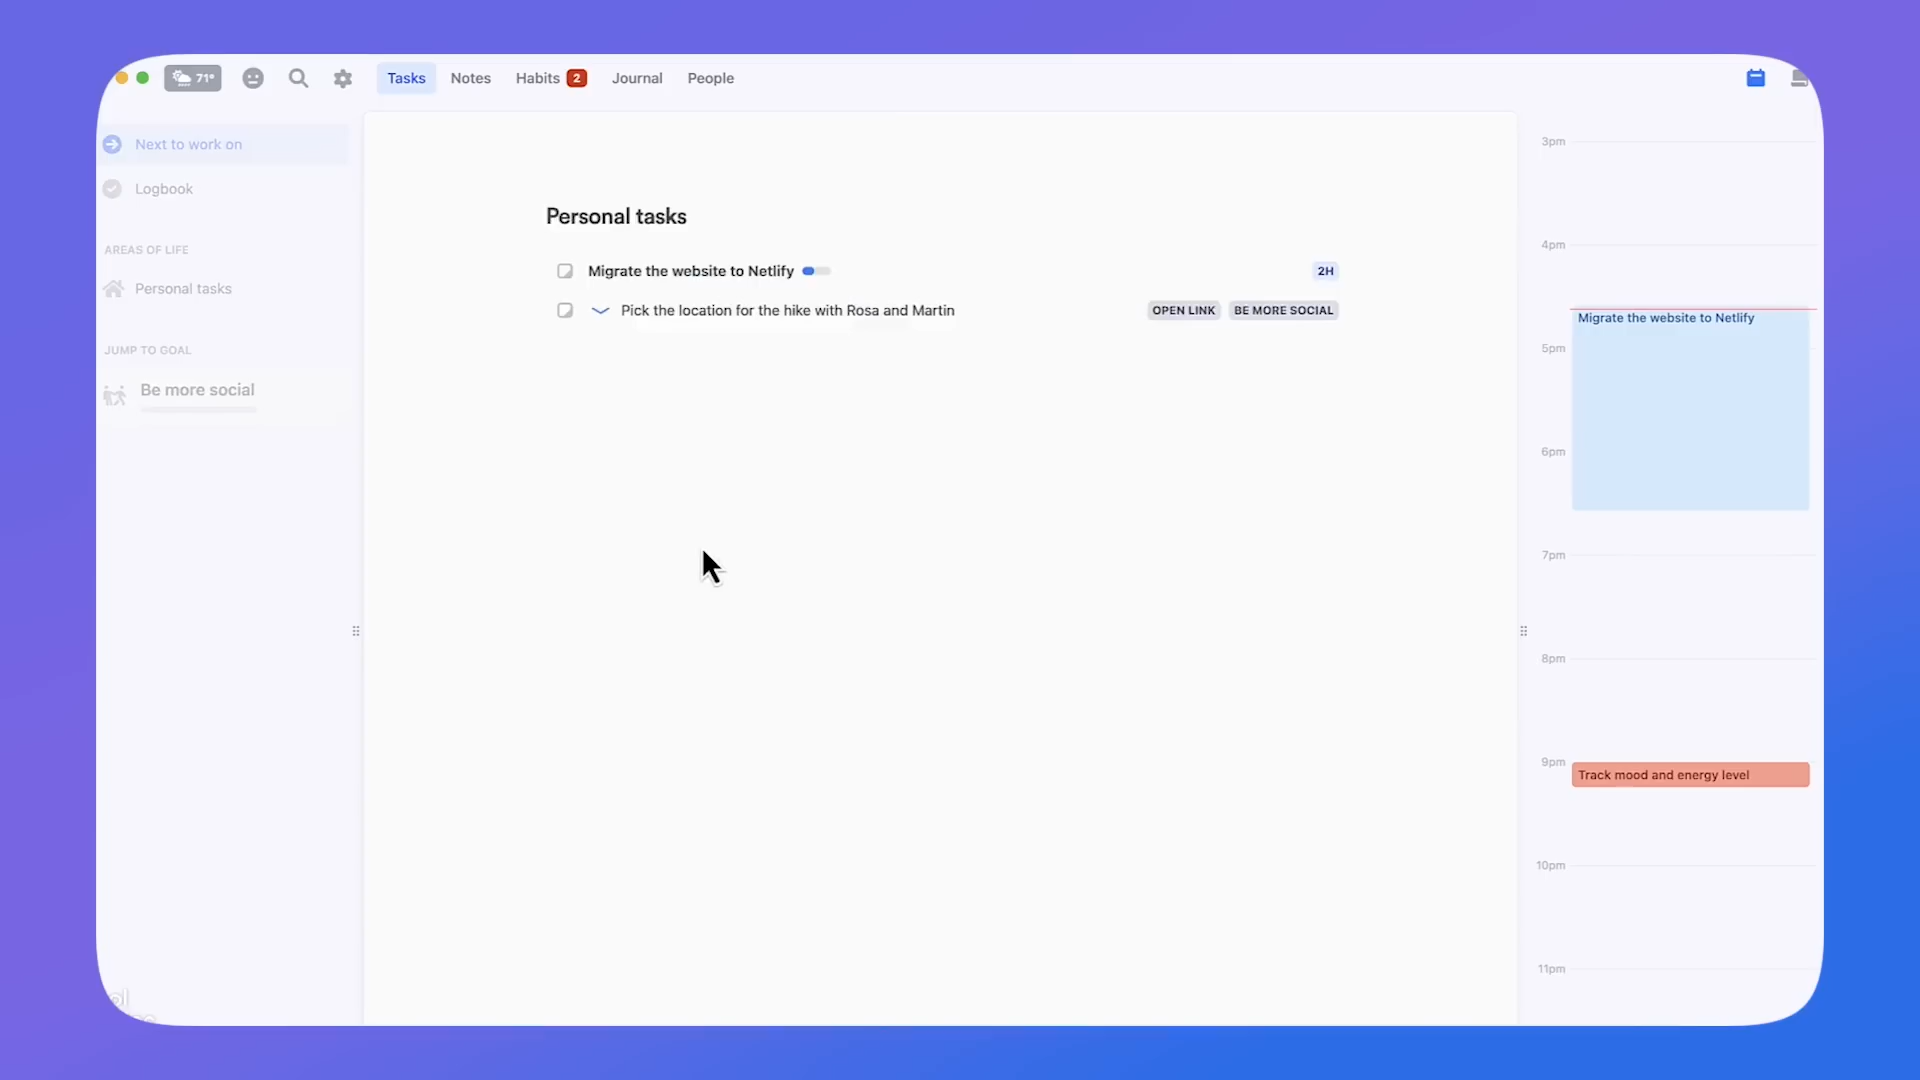 71°
Tasks
Notes
Habits 2
Journal
People
Next to work on
Logbook
AREAS OF LIFE
Personal tasks
JUMP TO GOAL
Be more social
Personal tasks
Migrate the website to Netlify
2H
Pick the location for the hike with Rosa and Martin
OPEN LINK
BE MORE SOCIAL
3pm
4pm
Migrate the website to Netlify
5pm
6pm
7pm
8pm
9pm
Track mood and energy level
10pm
11pm